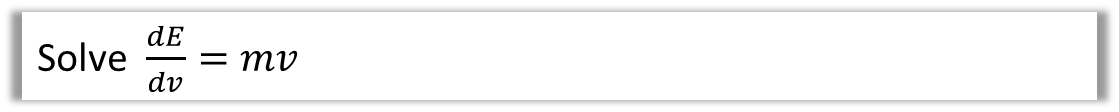 Solve dE/dv = mv